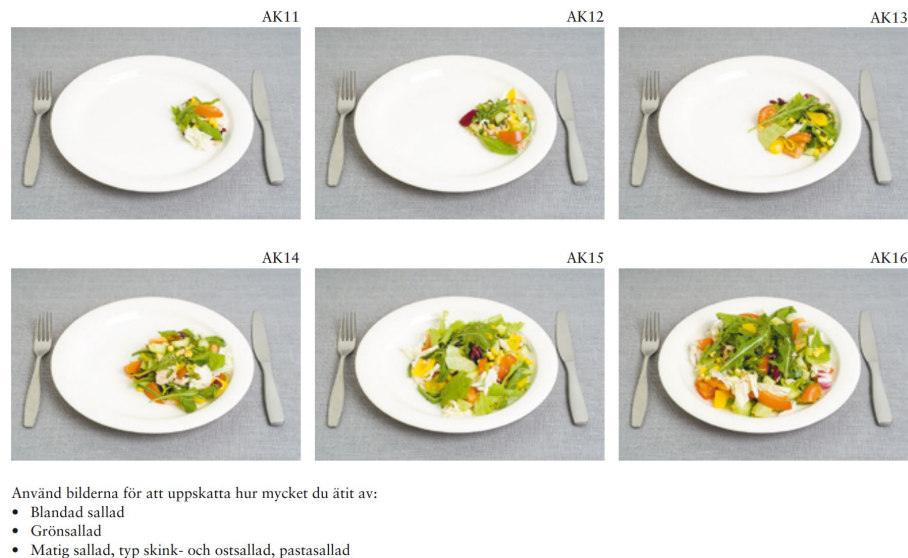 AK11
AK12
AK13
AK14
AK15
AK16
Använd bilderna för att uppskatta hur mycket du ätit av:
• Blandad sallad
• Grönsallad
• Matig sallad, typ skink- och ostsallad, pastasallad